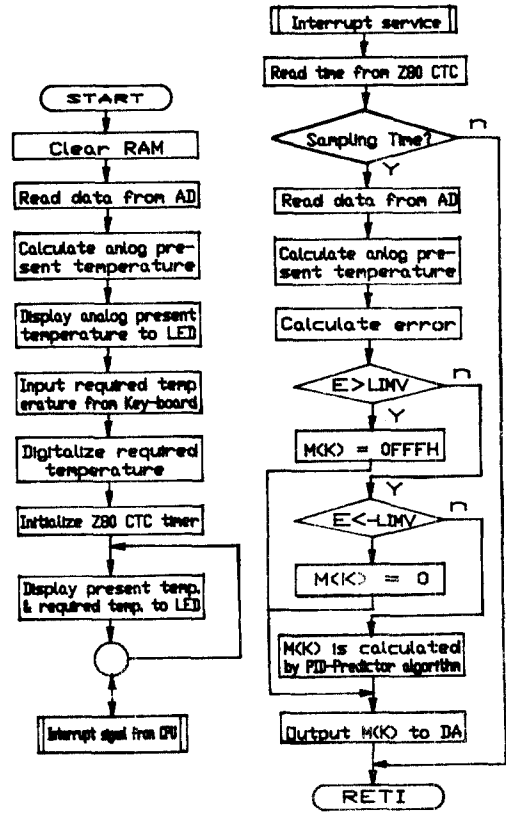 START
Clear RAM
Read data from AD
Calculate anlog pre-
sent temperature
Display analog present
temperature to LED
Input required temp
erature from Key-board
Digitalize required
temperature
Initialize Z80 CTC timer
Display present temp.
& required temp. to LED
Interrupt signal from CPU
Interrupt service
Read time from Z80 CTC
Sampling Time?
n
Y
Read data from AD
Calculate anlog pre-
sent temperature
Calculate error
E>LIMV
n
Y
M(K) = 0FFFH
Y
E<-LIMV
n
M(K) = 0
M(K) is calculated
by PID-Predictor algorithm
Output M(K) to DA
RETI